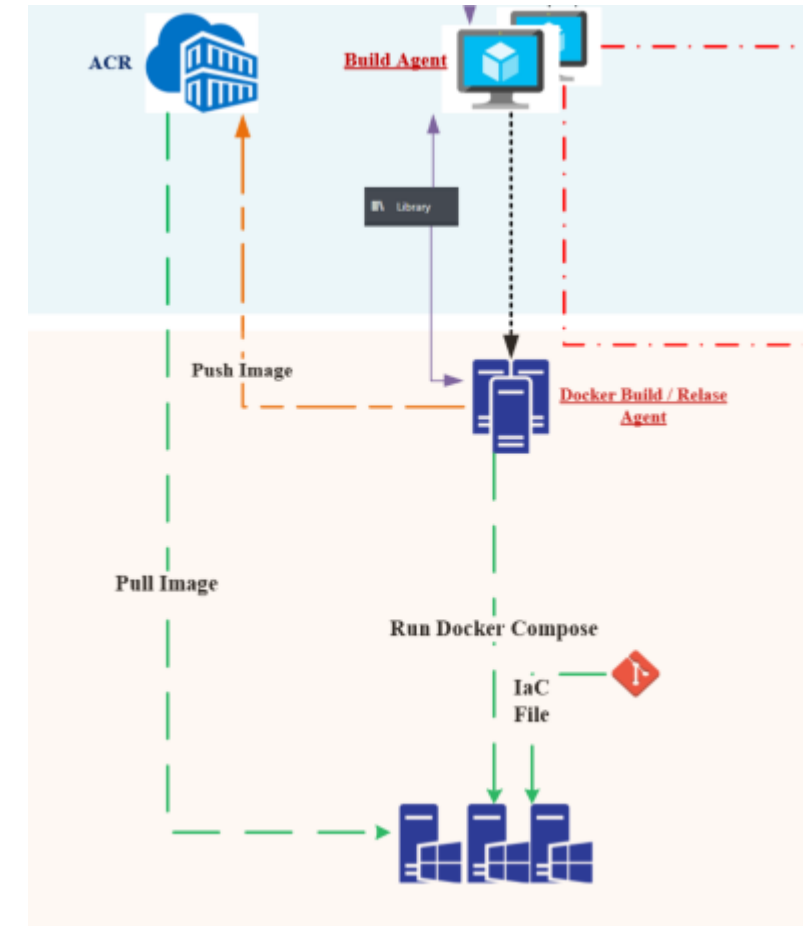 ACR
Build Agent
Library
Push Image
Docker Build / Relase
Agent
Pull Image
Run Docker Compose
IaC
File